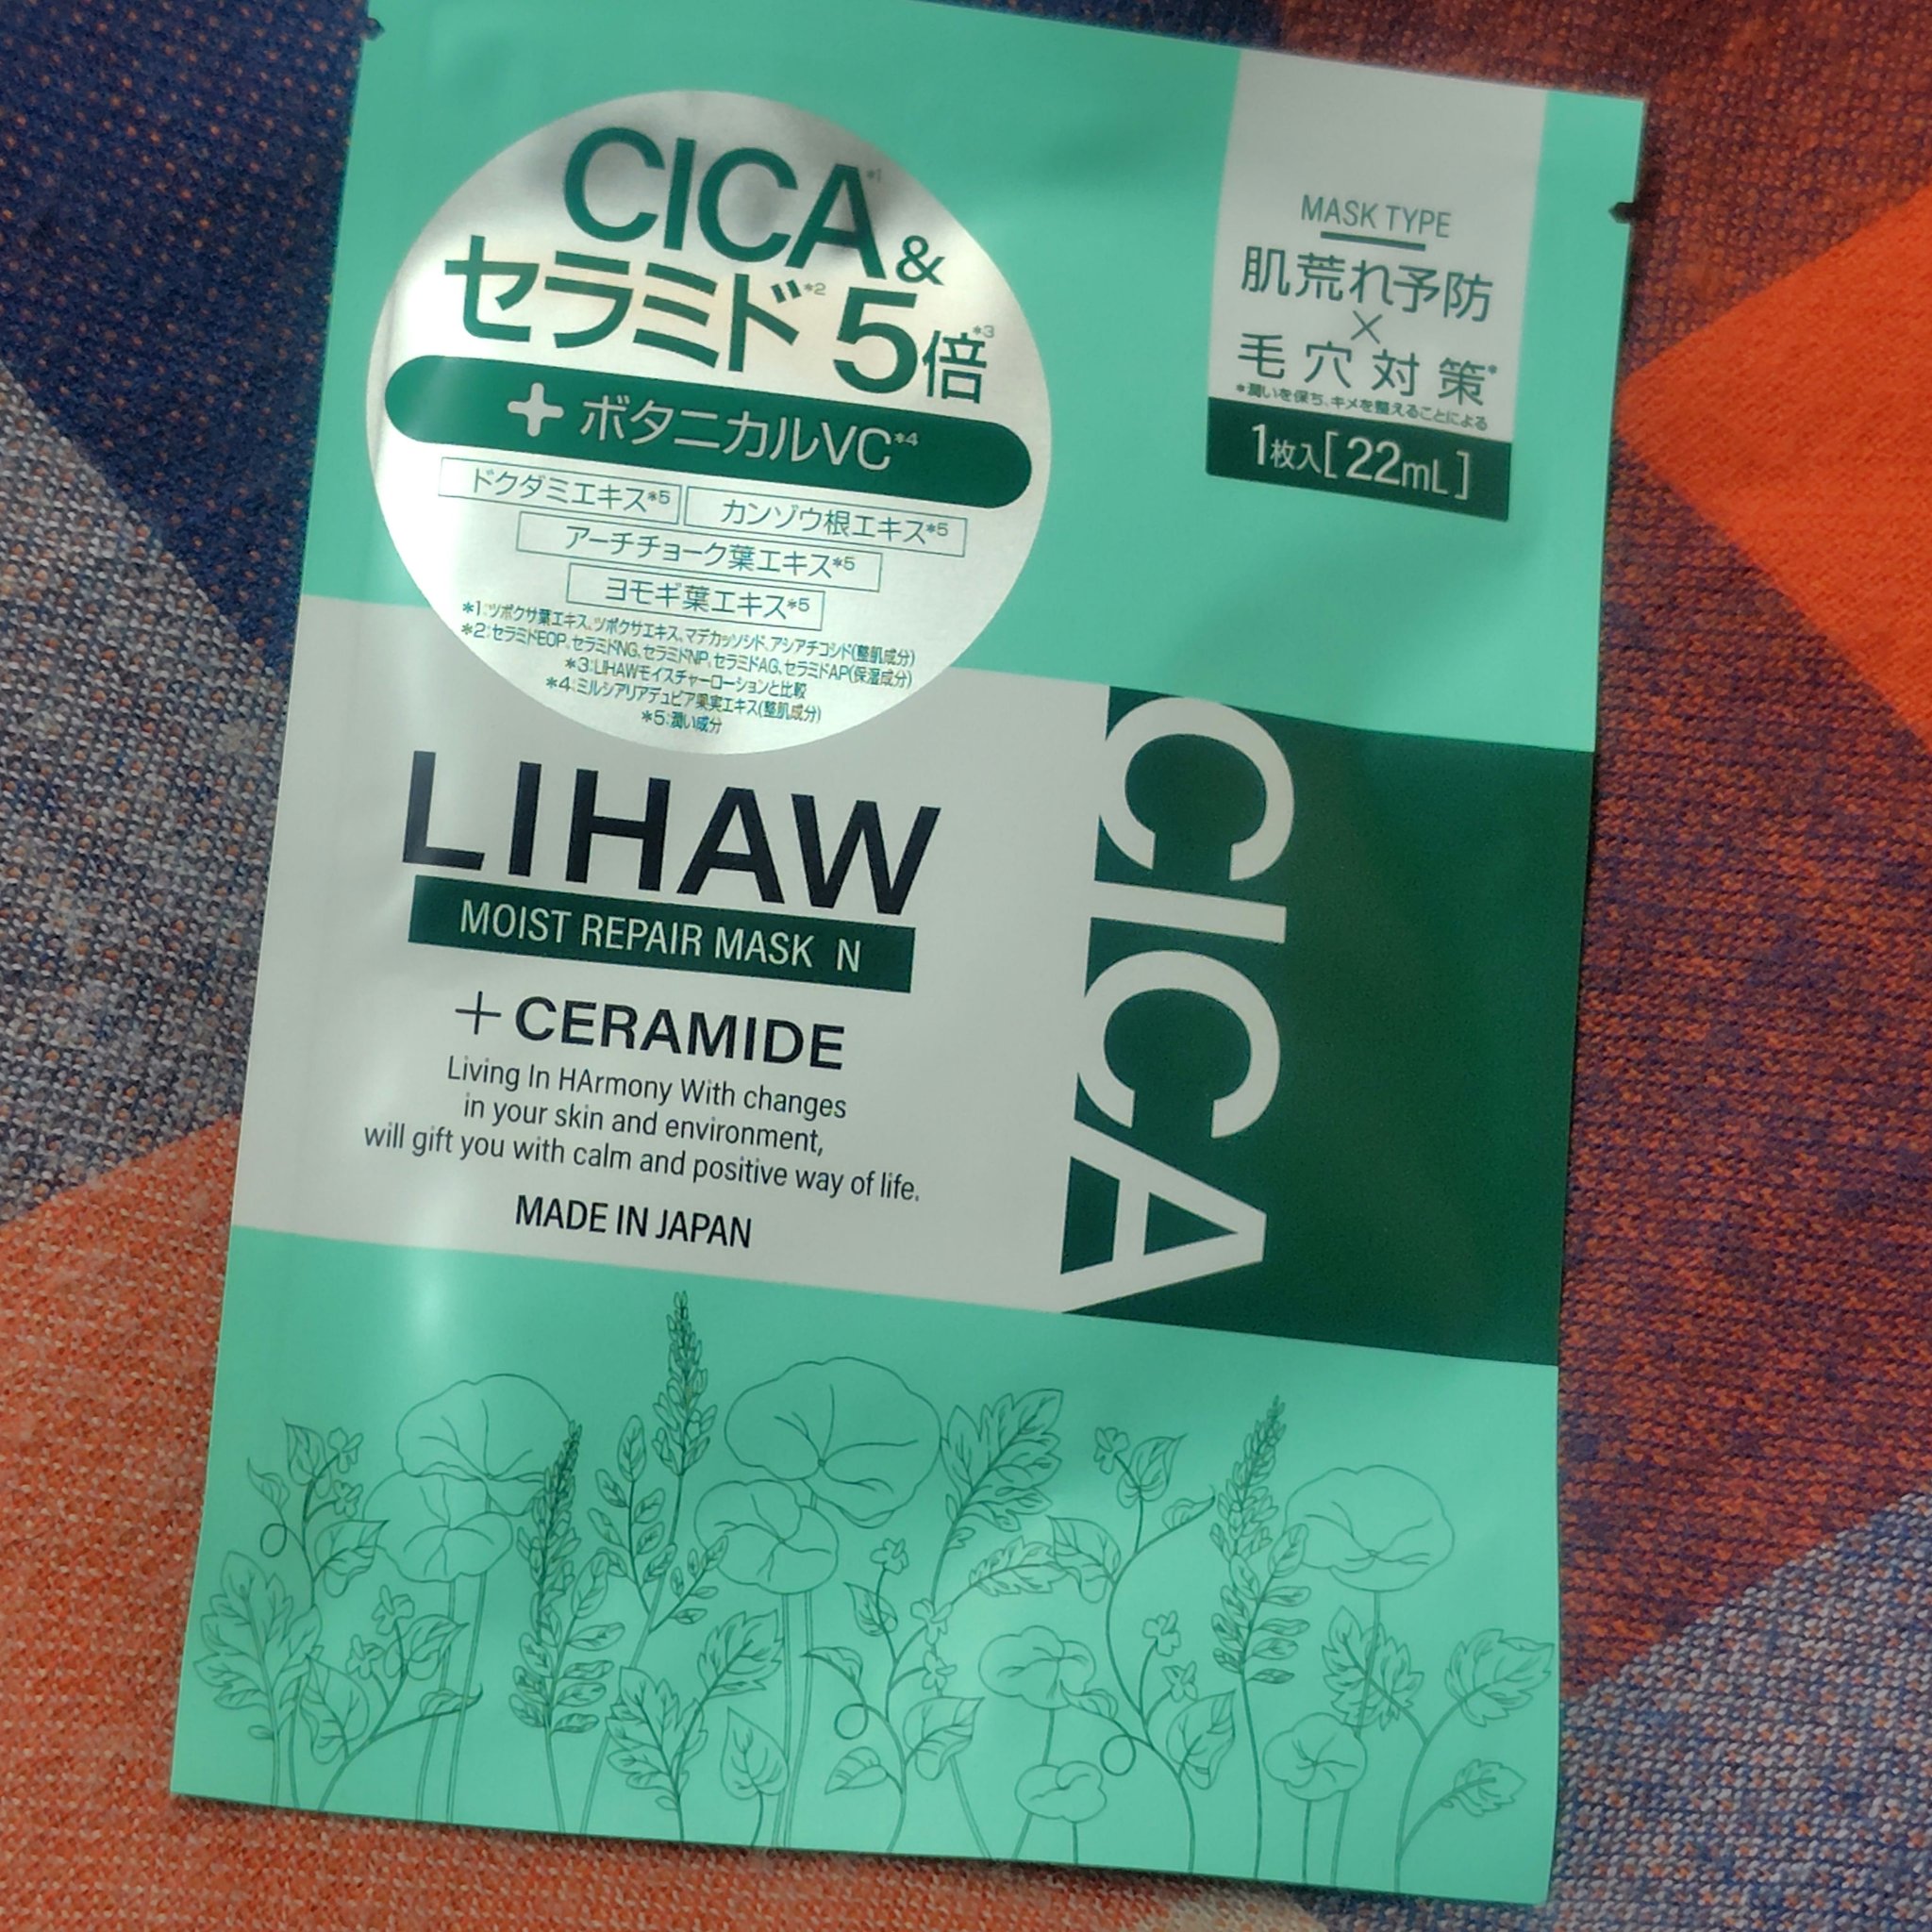 CICA*1 &
セラミド*2 5倍*3
+ ボタニカルVC*4
ドクダミエキス*5 カンゾウ根エキス*5
アーチチョーク葉エキス*5
ヨモギ葉エキス*5
*1:ツボクサ葉エキス、ツボクサエキス、マデカッソシド、アシアチコシド(整肌成分)
*2:セラミドEOP、セラミドNG、セラミドNP、セラミドAG、セラミドAP(保湿成分)
*3:LIHAWモイスチャーローションと比較
*4:ミルシアリアデュビア果実エキス(整肌成分)
*5:潤い成分
MASK TYPE
肌荒れ予防
×
毛穴対策*
*潤いを保ち、キメを整えることによる
1枚入[22mL]
LIHAW
MOIST REPAIR MASK N
+CERAMIDE
Living In HArmony With changes
in your skin and environment,
will gift you with calm and positive way of life.
MADE IN JAPAN
CICA